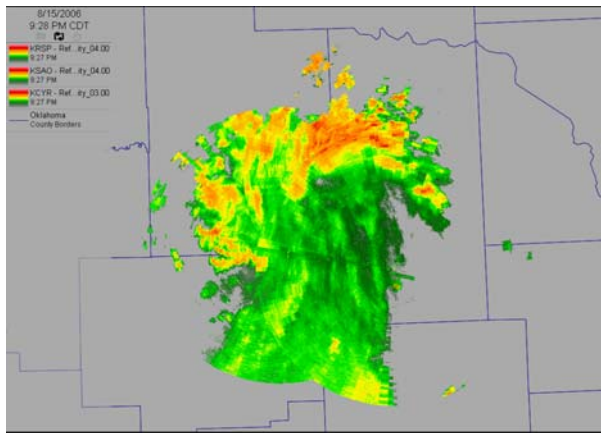 8/15/2006
9:28 PM CDT
KRSP - Ref...ity_04.00
9:27 PM
KSAO - Ref...ity_04.00
9:27 PM
KCYR - Ref...ity_03.00
9:27 PM
Oklahoma
County Borders